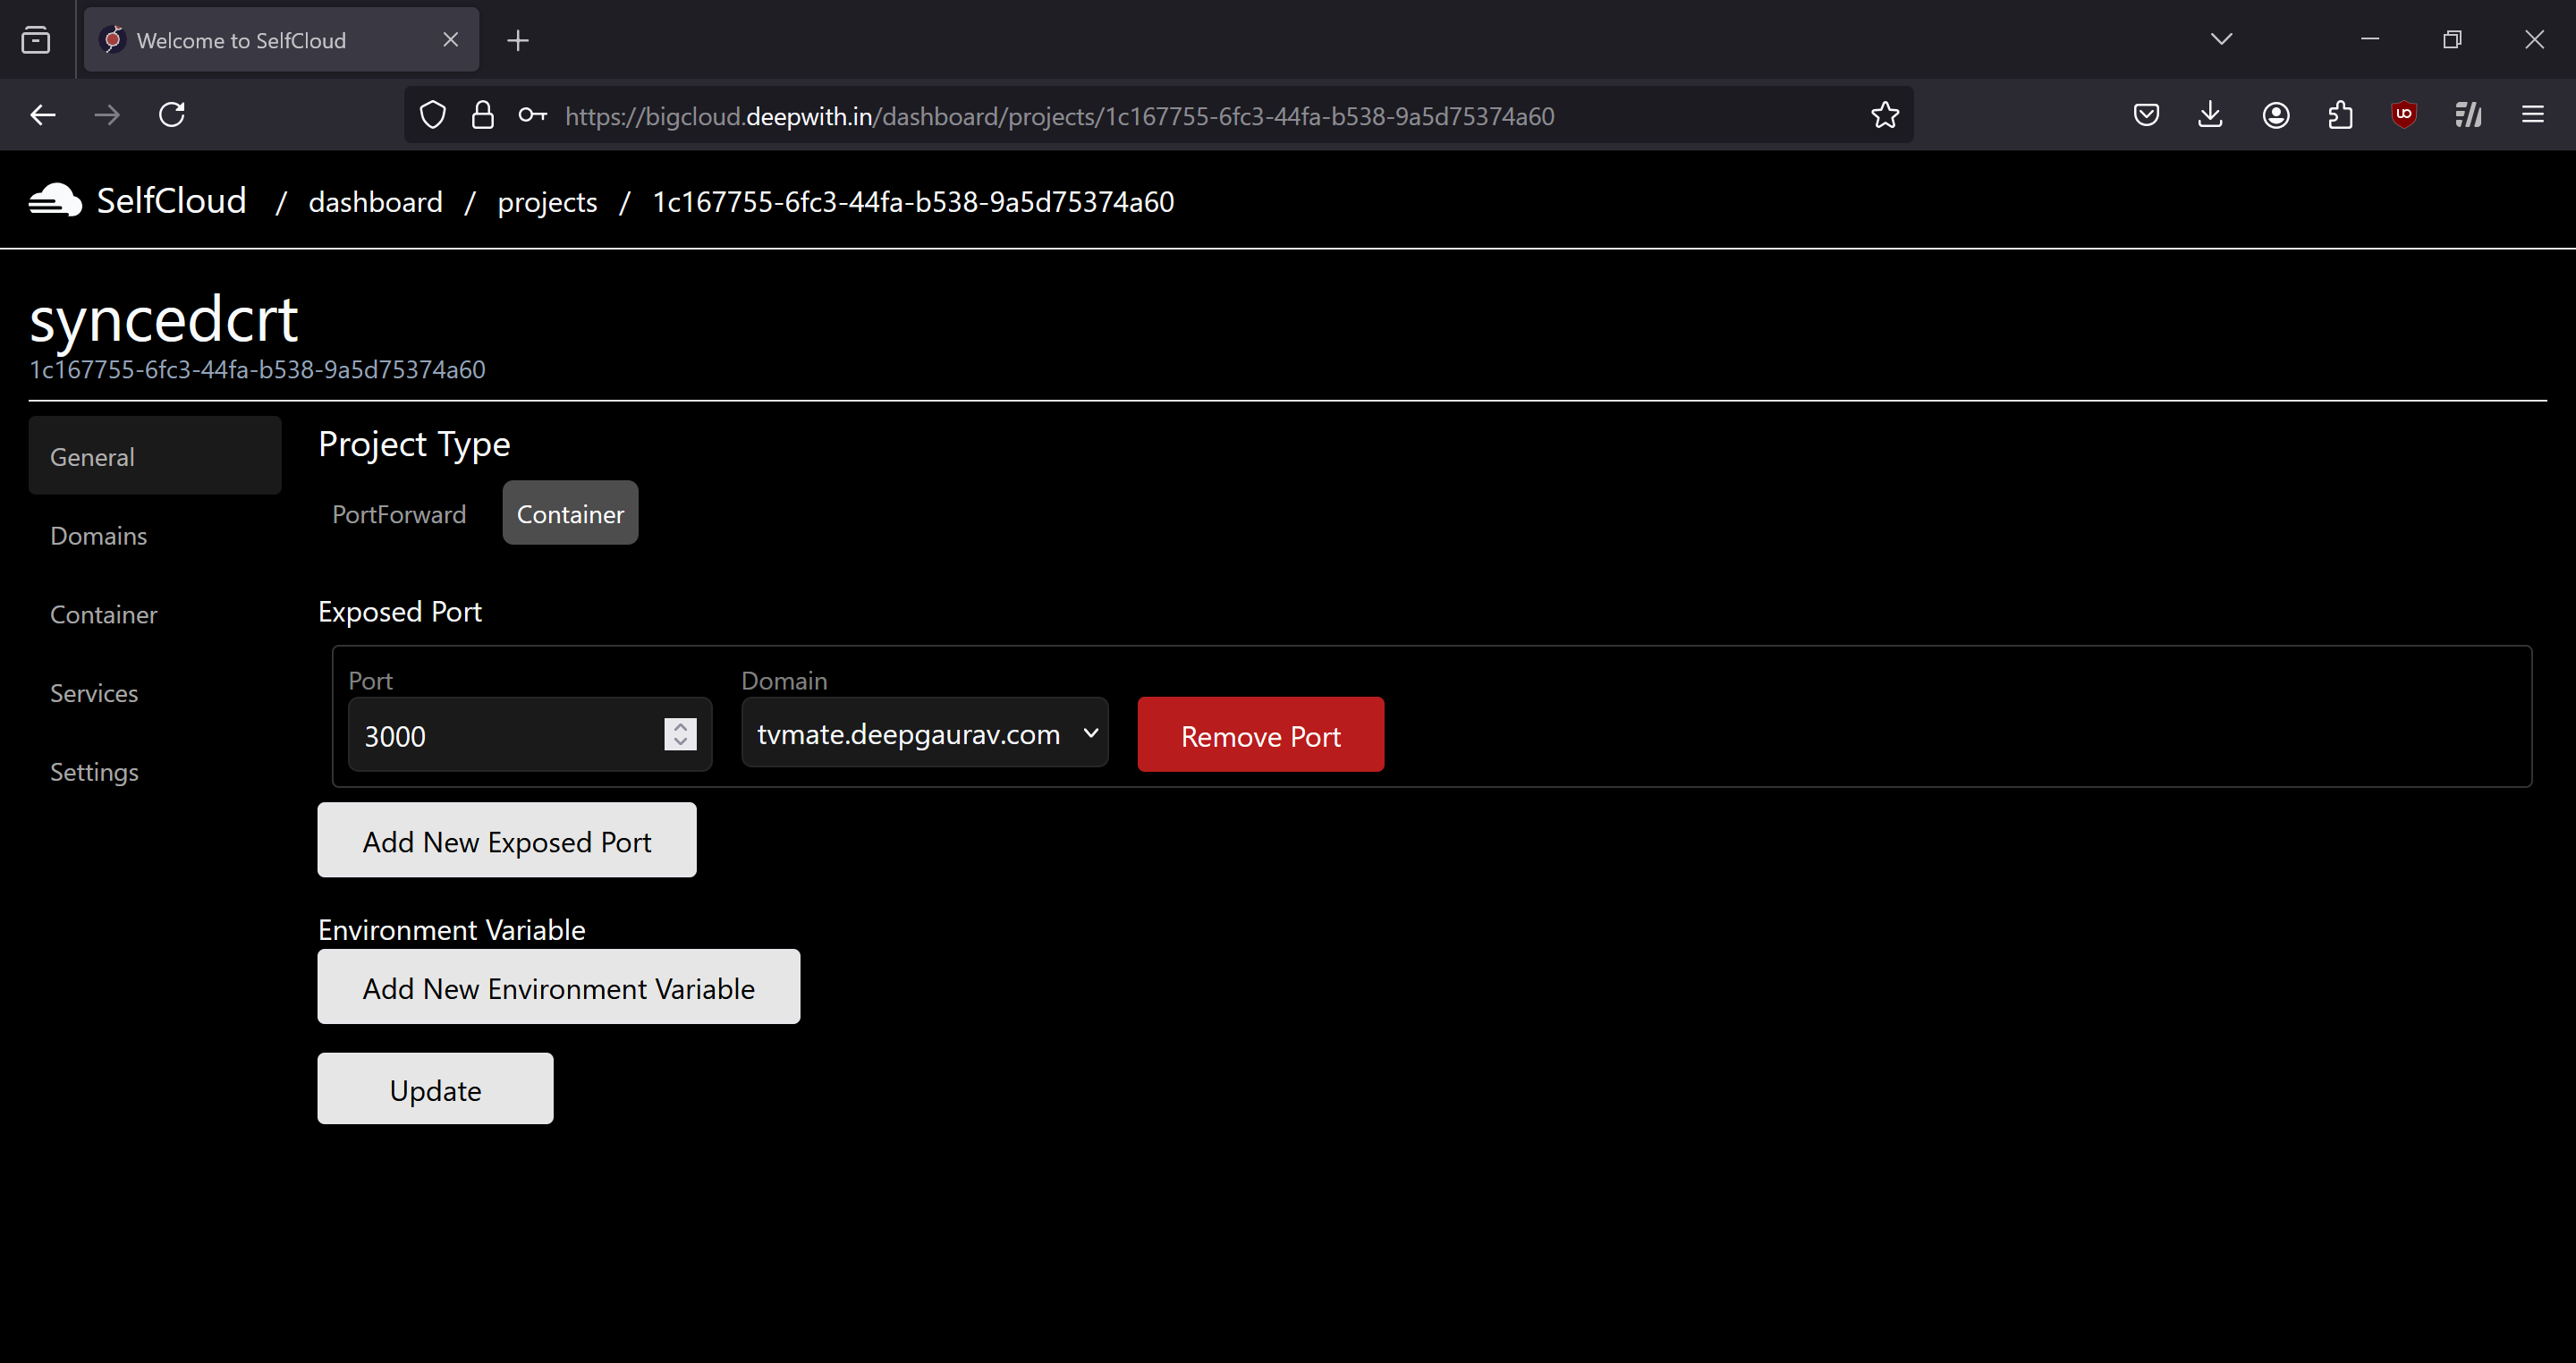 Welcome to SelfCloud
https://bigcloud.deepwith.in/dashboard/projects/1c167755-6fc3-44fa-b538-9a5d75374a60
SelfCloud / dashboard / projects / 1c167755-6fc3-44fa-b538-9a5d75374a60
syncedcrt
1c167755-6fc3-44fa-b538-9a5d75374a60
General
Domains
Container
Services
Settings
Project Type
PortForward Container
Exposed Port
Port Domain
3000 tvmate.deepgaurav.com Remove Port
Add New Exposed Port
Environment Variable
Add New Environment Variable
Update